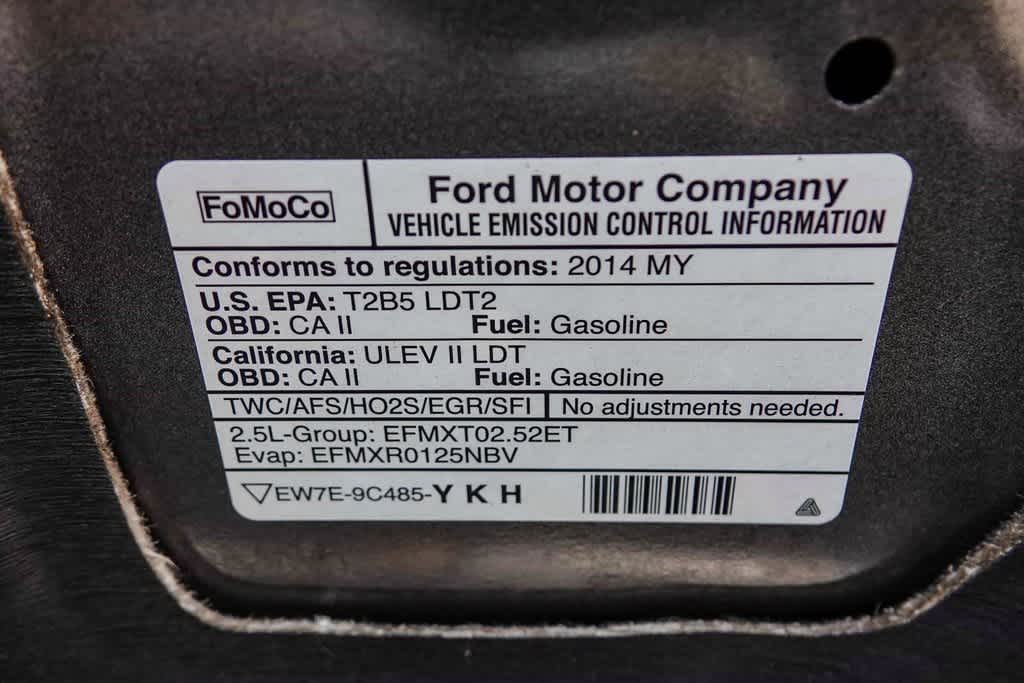 FoMoCo
Ford Motor Company
VEHICLE EMISSION CONTROL INFORMATION
Conforms to regulations: 2014 MY
U.S. EPA: T2B5 LDT2
OBD: CA II Fuel: Gasoline
California: ULEV II LDT
OBD: CA II Fuel: Gasoline
TWC/AFS/HO2S/EGR/SFI No adjustments needed.
2.5L-Group: EFMXT02.52ET
Evap: EFMXR0125NBV
EW7E-9C485-Y K H